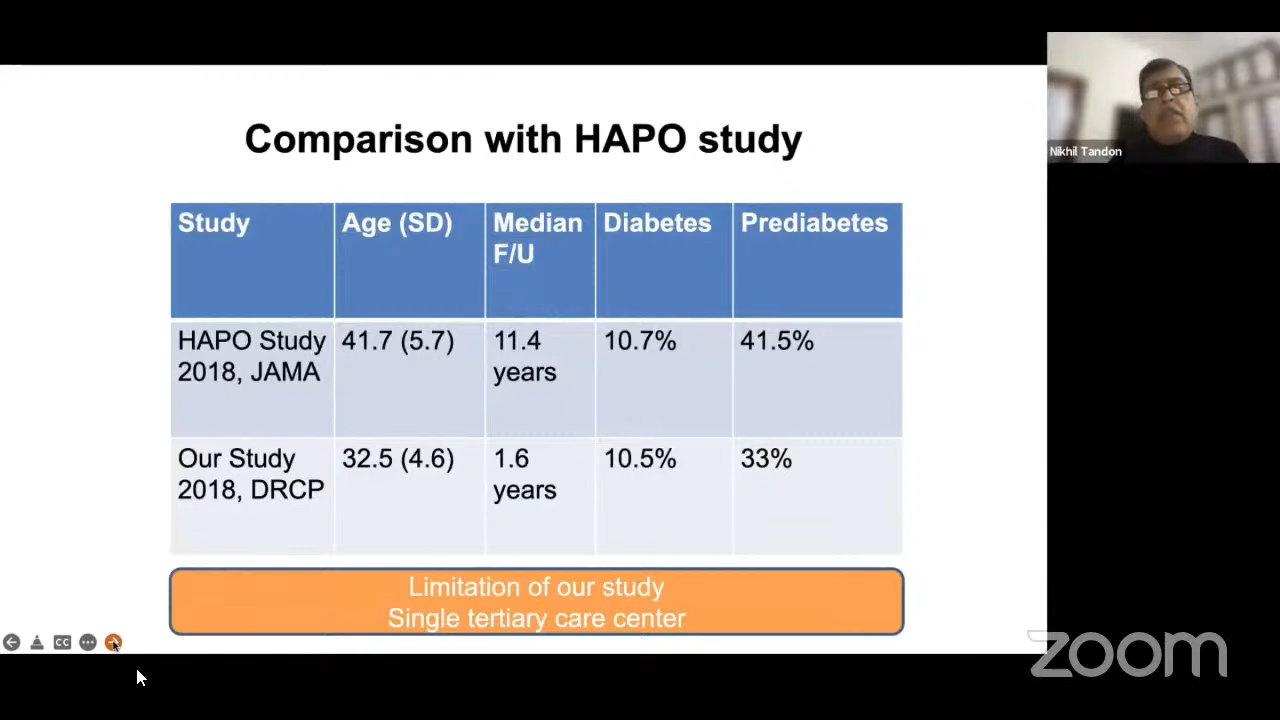 Comparison with HAPO study
Study
Age (SD)
Median
F/U
Diabetes
Prediabetes
HAPO Study
2018, JAMA
41.7 (5.7)
11.4
years
10.7%
41.5%
Our Study
2018, DRCP
32.5 (4.6)
1.6
years
10.5%
33%
Limitation of our study
Single tertiary care center
Nikhil Tandon
CC
zoom